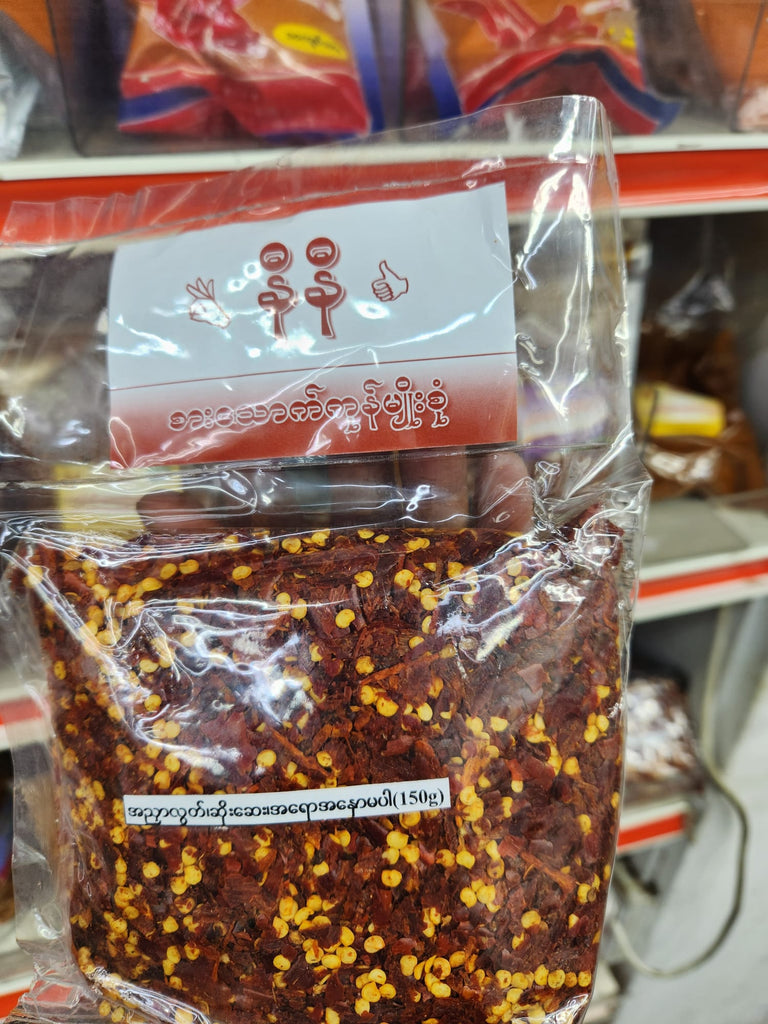 နီနီ
စားသောက်ကုန်မျိုးစုံ
အညှာလွတ်၊ဆိုးဆေး၊အရောအနှောမပါ(150g)